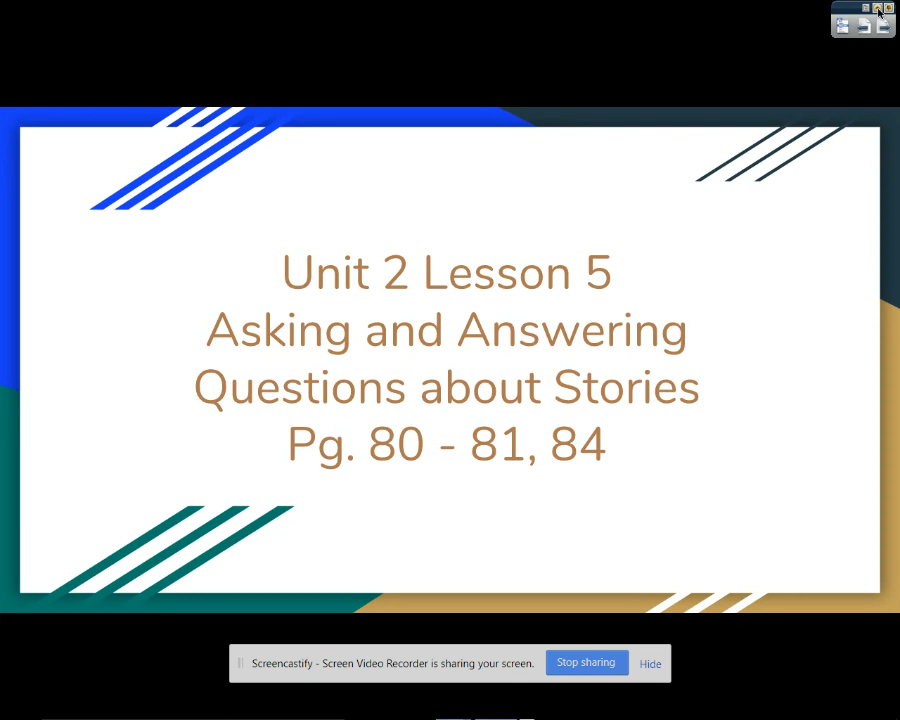 Unit 2 Lesson 5
Asking and Answering
Questions about Stories
Pg. 80 - 81, 84
Screencastify - Screen Video Recorder is sharing your screen. Stop sharing Hide